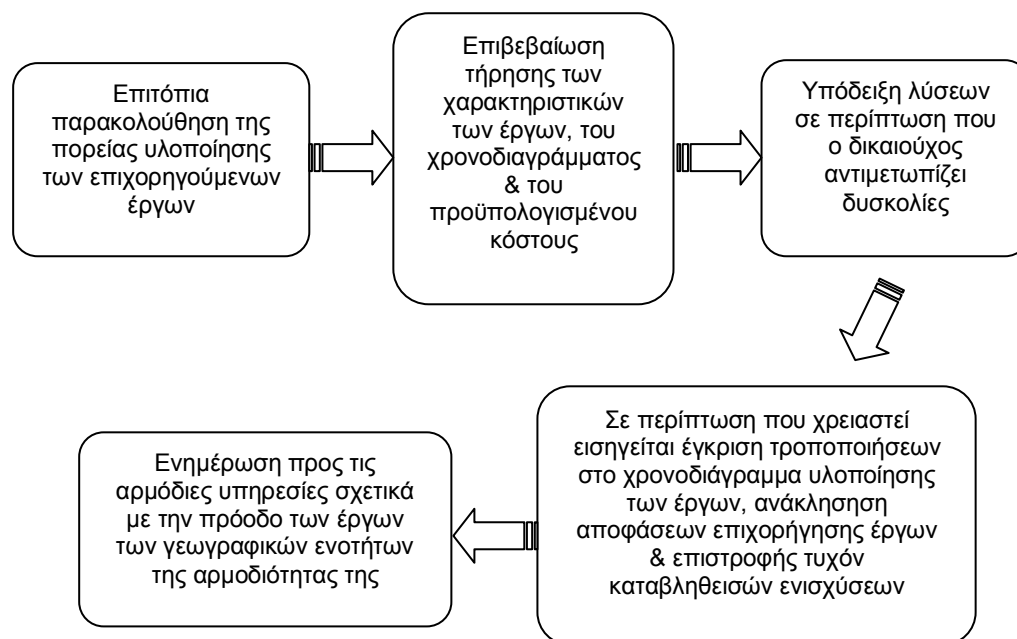 Επιτόπια
παρακολούθηση της
πορείας υλοποίησης
των επιχορηγούμενων
έργων
Επιβεβαίωση
τήρησης των
χαρακτηριστικών
των έργων, του
χρονοδιαγράμματος
& του
προϋπολογισμένου
κόστους
Υπόδειξη λύσεων
σε περίπτωση που
ο δικαιούχος
αντιμετωπίζει
δυσκολίες
Σε περίπτωση που χρειαστεί
εισηγείται έγκριση τροποποιήσεων
στο χρονοδιάγραμμα υλοποίησης
των έργων, ανάκλησηση
αποφάσεων επιχορήγησης έργων
& επιστροφής τυχόν
καταβληθεισών ενισχύσεων
Ενημέρωση προς τις
αρμόδιες υπηρεσίες σχετικά
με την πρόοδο των έργων
των γεωγραφικών ενοτήτων
της αρμοδιότητας της